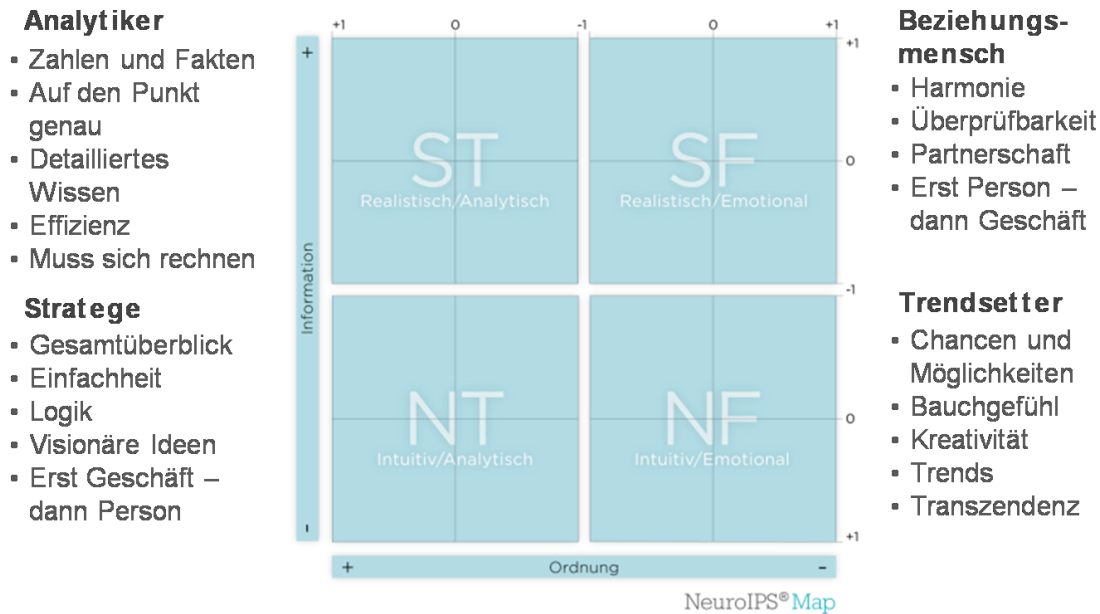 Analytiker
▪ Zahlen und Fakten
▪ Auf den Punkt
genau
▪ Detailliertes
Wissen
▪ Effizienz
▪ Muss sich rechnen
Stratege
▪ Gesamtüberblick
▪ Einfachheit
▪ Logik
▪ Visionäre Ideen
▪ Erst Geschäft –
dann Person
+1 0 -1 0 +1
+
Information
-
ST
Realistisch/Analytisch
SF
Realistisch/Emotional
NT
Intuitiv/Analytisch
NF
Intuitiv/Emotional
+1
0
-1
0
+1
+ Ordnung -
NeuroIPS® Map
Beziehungs-
mensch
▪ Harmonie
▪ Überprüfbarkeit
▪ Partnerschaft
▪ Erst Person –
dann Geschäft
Trendsetter
▪ Chancen und
Möglichkeiten
▪ Bauchgefühl
▪ Kreativität
▪ Trends
▪ Transzendenz